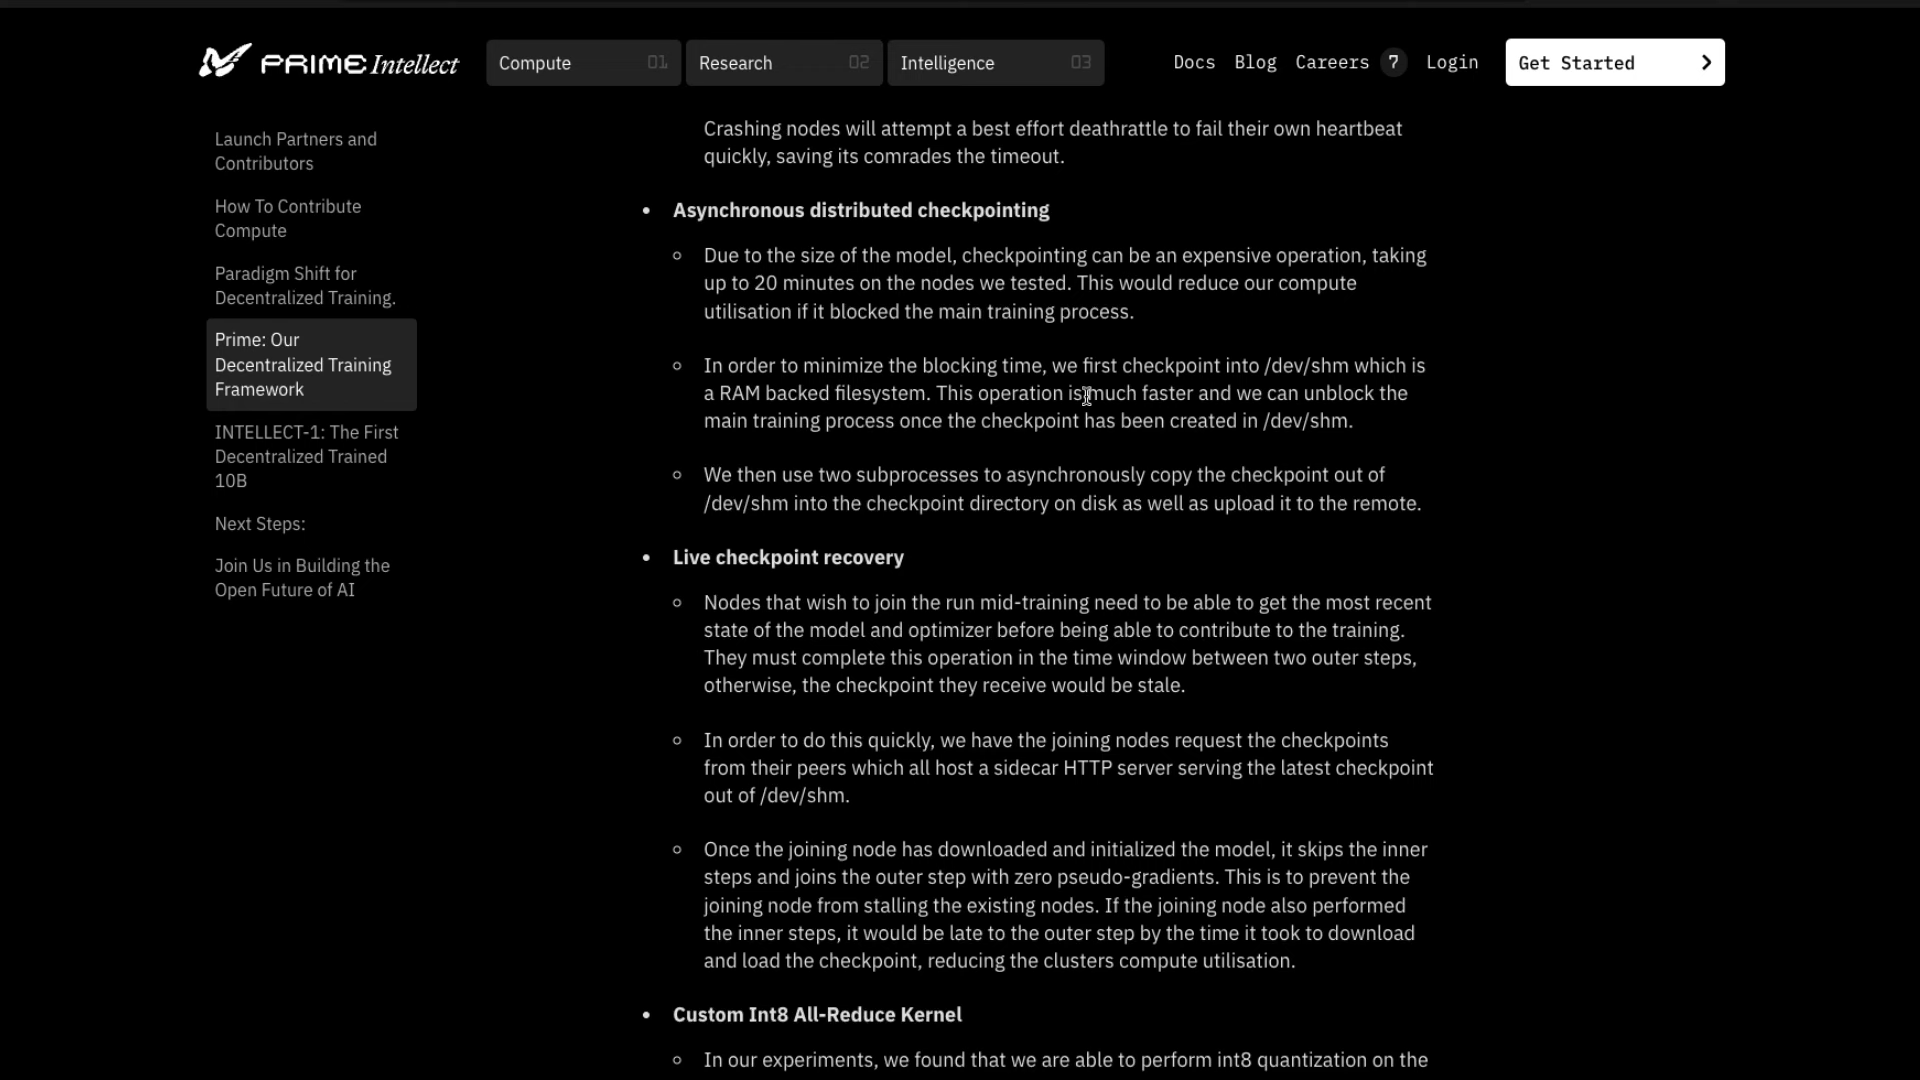 PRIME Intellect
Compute 01
Research 02
Intelligence 03
Docs Blog Careers 7 Login
Get Started
Launch Partners and
Contributors
How To Contribute
Compute
Paradigm Shift for
Decentralized Training.
Prime: Our
Decentralized Training
Framework
INTELLECT-1: The First
Decentralized Trained
10B
Next Steps:
Join Us in Building the
Open Future of AI
Crashing nodes will attempt a best effort deathrattle to fail their own heartbeat
quickly, saving its comrades the timeout.
• Asynchronous distributed checkpointing
◦ Due to the size of the model, checkpointing can be an expensive operation, taking
up to 20 minutes on the nodes we tested. This would reduce our compute
utilisation if it blocked the main training process.
◦ In order to minimize the blocking time, we first checkpoint into /dev/shm which is
a RAM backed filesystem. This operation is much faster and we can unblock the
main training process once the checkpoint has been created in /dev/shm.
◦ We then use two subprocesses to asynchronously copy the checkpoint out of
/dev/shm into the checkpoint directory on disk as well as upload it to the remote.
• Live checkpoint recovery
◦ Nodes that wish to join the run mid-training need to be able to get the most recent
state of the model and optimizer before being able to contribute to the training.
They must complete this operation in the time window between two outer steps,
otherwise, the checkpoint they receive would be stale.
◦ In order to do this quickly, we have the joining nodes request the checkpoints
from their peers which all host a sidecar HTTP server serving the latest checkpoint
out of /dev/shm.
◦ Once the joining node has downloaded and initialized the model, it skips the inner
steps and joins the outer step with zero pseudo-gradients. This is to prevent the
joining node from stalling the existing nodes. If the joining node also performed
the inner steps, it would be late to the outer step by the time it took to download
and load the checkpoint, reducing the clusters compute utilisation.
• Custom Int8 All-Reduce Kernel
◦ In our experiments, we found that we are able to perform int8 quantization on the